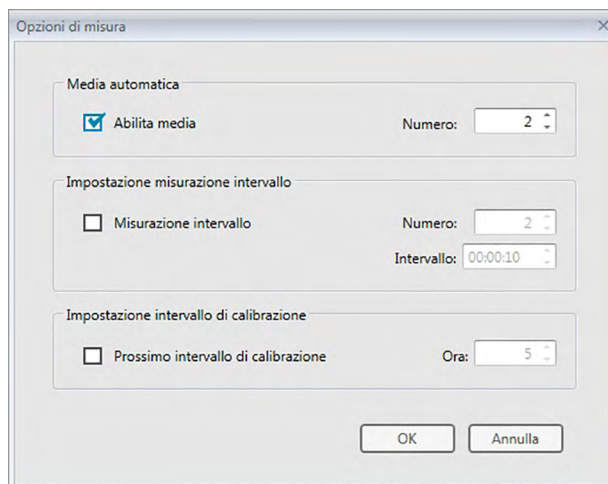 Opzioni di misura
Media automatica
Abilita media Numero: 2
Impostazione misurazione intervallo
Misurazione intervallo Numero: 2
Intervallo: 00:00:10
Impostazione intervallo di calibrazione
Prossimo intervallo di calibrazione Ora: 5
OK Annulla